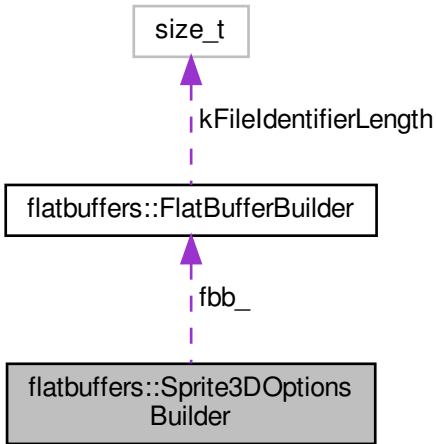 size_t
kFileIdentifierLength
flatbuffers::FlatBufferBuilder
fbb_
flatbuffers::Sprite3DOptions
Builder